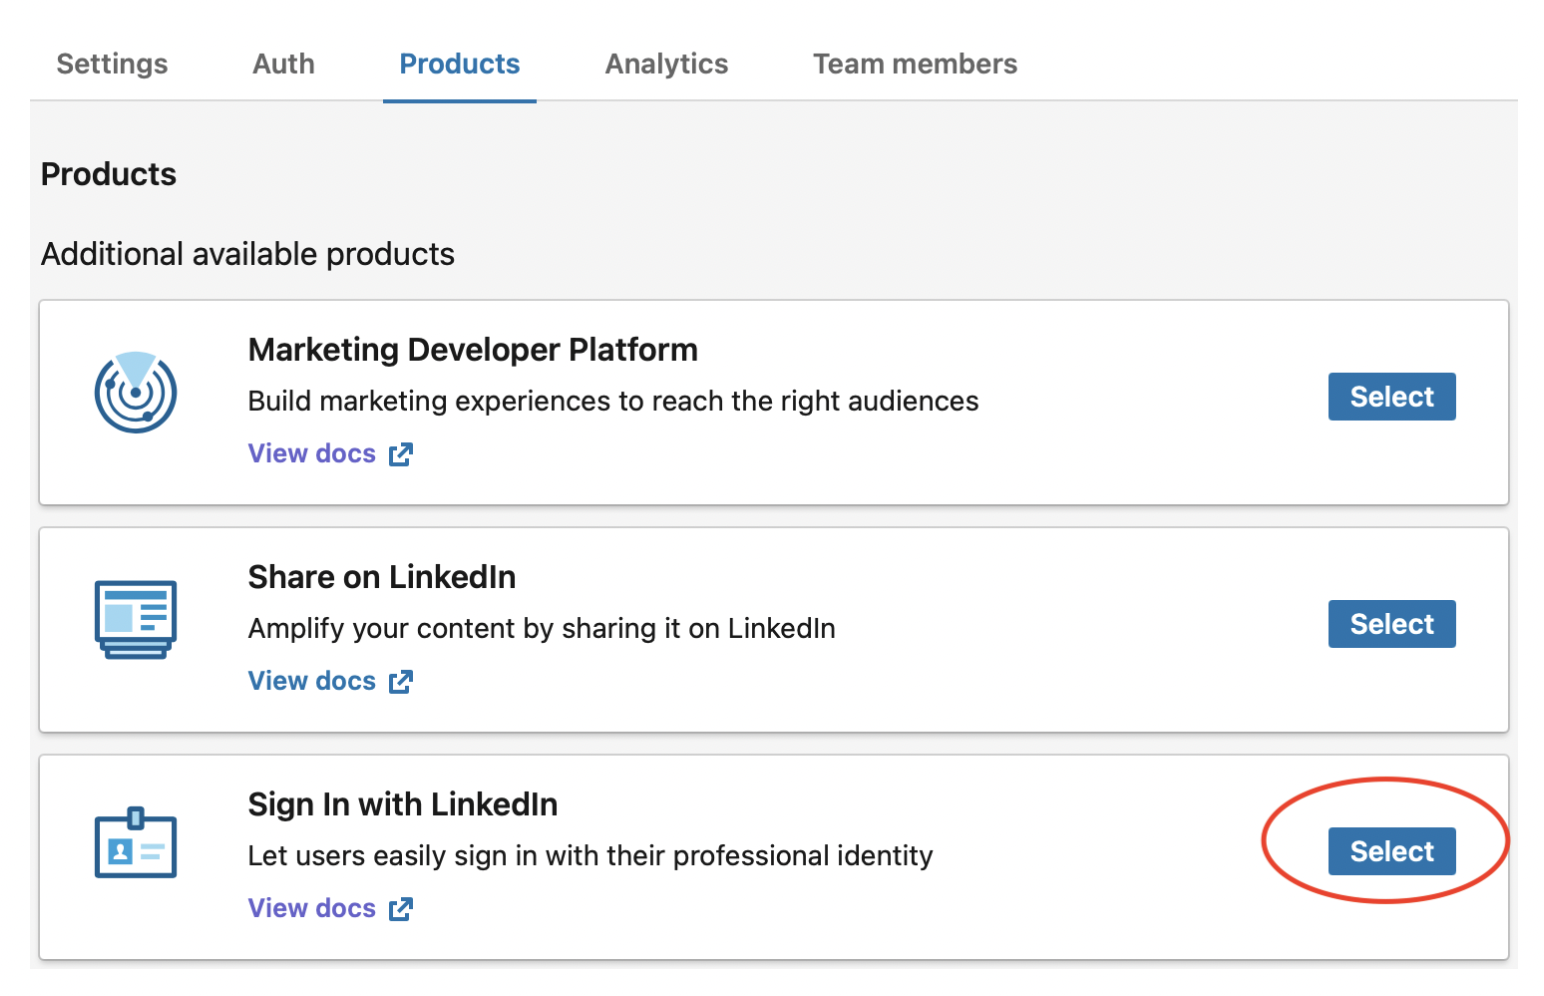 Settings Auth Products Analytics Team members
Products
Additional available products
Marketing Developer Platform
Build marketing experiences to reach the right audiences
Select
View docs
Share on LinkedIn
Amplify your content by sharing it on LinkedIn
Select
View docs
Sign In with LinkedIn
Let users easily sign in with their professional identity
Select
View docs